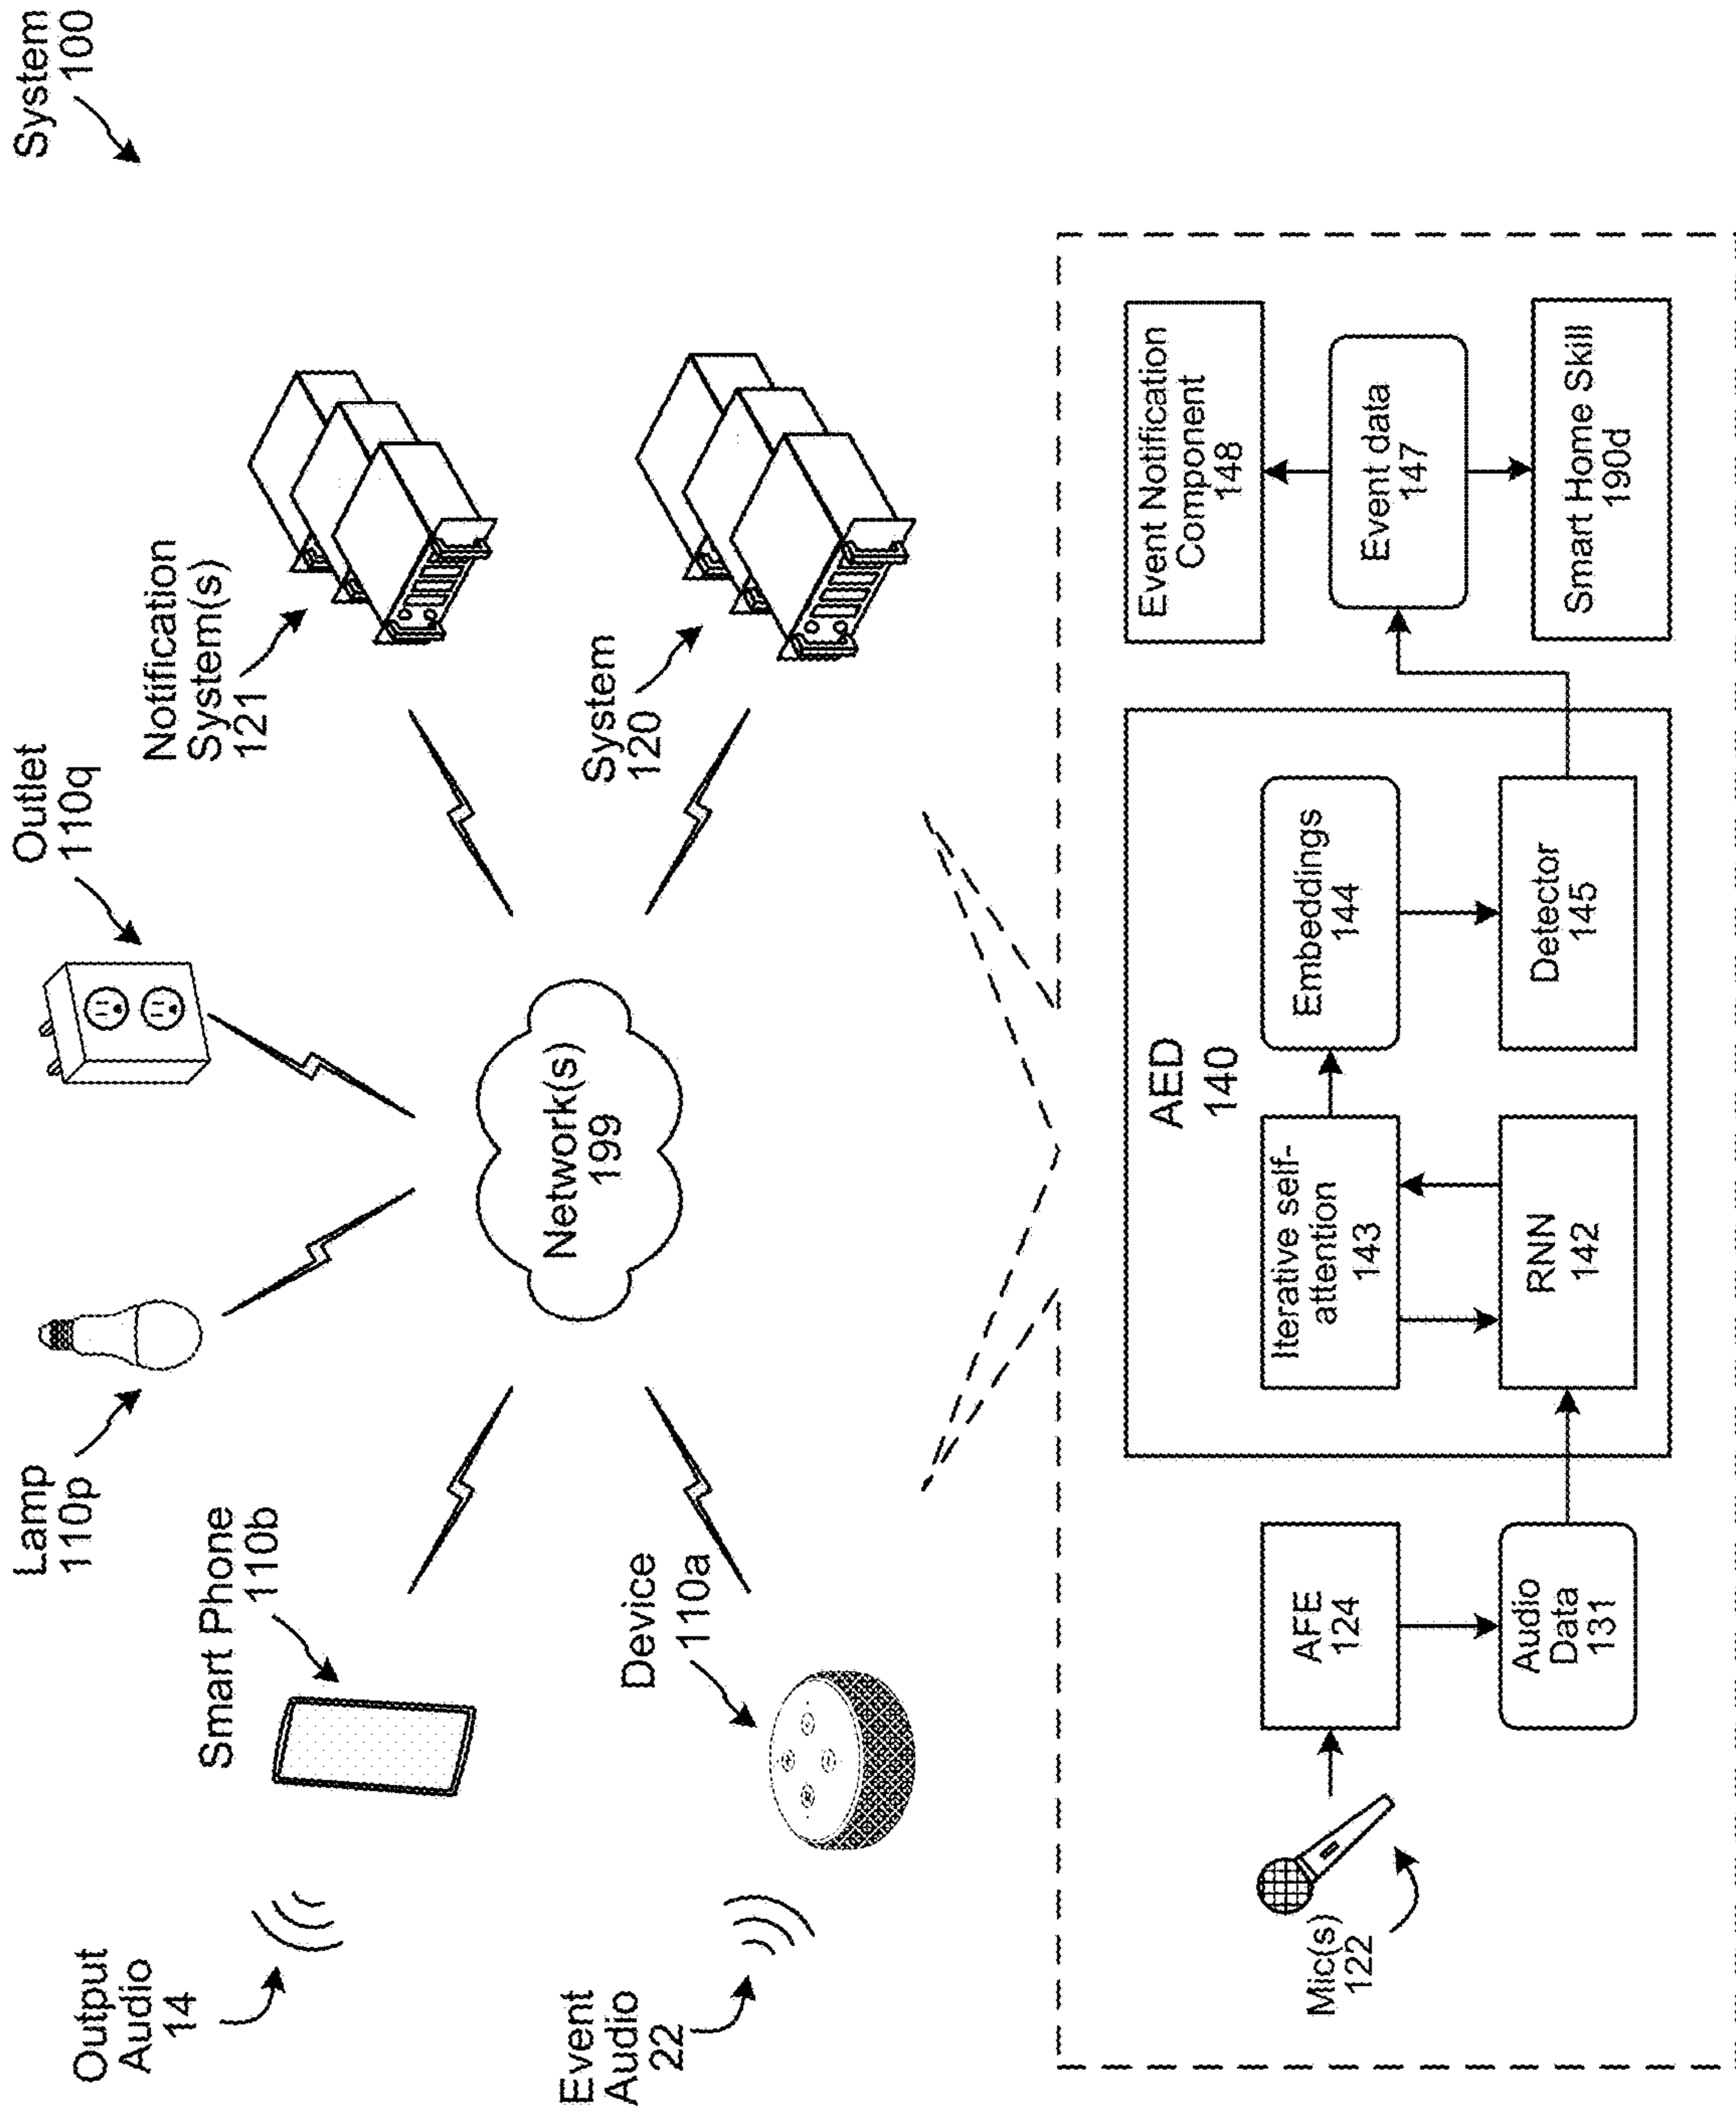 System
100
Output
Audio
14
Smart Phone
110b
Lamp
110p
Outlet
110q
Notification
System(s)
121
Event
Audio
22
Device
110a
Network(s)
199
System
120
Mic(s)
122
AFE
124
Audio
Data
131
AED
140
Iterative self-
attention
143
RNN
142
Embeddings
144
Detector
145
Event Notification
Component
148
Event data
147
Smart Home Skill
190d